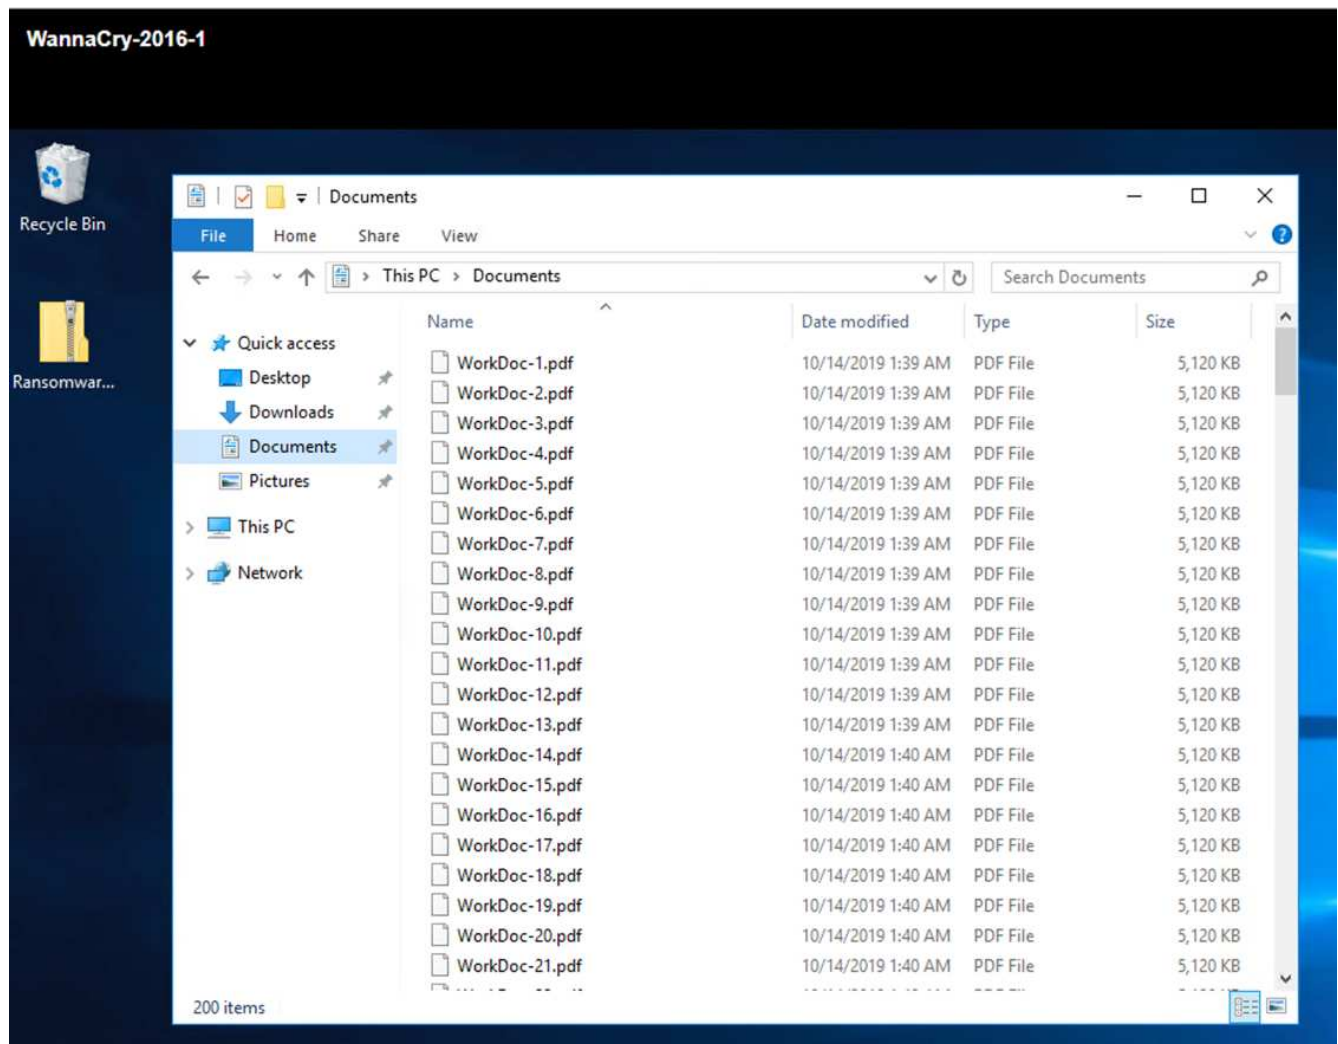 WannaCry-2016-1
Recycle Bin
Ransomwar...
Documents
File Home Share View
This PC > Documents
Search Documents
Quick access
Desktop
Downloads
Documents
Pictures
This PC
Network
Name Date modified Type Size
WorkDoc-1.pdf 10/14/2019 1:39 AM PDF File 5,120 KB
WorkDoc-2.pdf 10/14/2019 1:39 AM PDF File 5,120 KB
WorkDoc-3.pdf 10/14/2019 1:39 AM PDF File 5,120 KB
WorkDoc-4.pdf 10/14/2019 1:39 AM PDF File 5,120 KB
WorkDoc-5.pdf 10/14/2019 1:39 AM PDF File 5,120 KB
WorkDoc-6.pdf 10/14/2019 1:39 AM PDF File 5,120 KB
WorkDoc-7.pdf 10/14/2019 1:39 AM PDF File 5,120 KB
WorkDoc-8.pdf 10/14/2019 1:39 AM PDF File 5,120 KB
WorkDoc-9.pdf 10/14/2019 1:39 AM PDF File 5,120 KB
WorkDoc-10.pdf 10/14/2019 1:39 AM PDF File 5,120 KB
WorkDoc-11.pdf 10/14/2019 1:39 AM PDF File 5,120 KB
WorkDoc-12.pdf 10/14/2019 1:39 AM PDF File 5,120 KB
WorkDoc-13.pdf 10/14/2019 1:39 AM PDF File 5,120 KB
WorkDoc-14.pdf 10/14/2019 1:40 AM PDF File 5,120 KB
WorkDoc-15.pdf 10/14/2019 1:40 AM PDF File 5,120 KB
WorkDoc-16.pdf 10/14/2019 1:40 AM PDF File 5,120 KB
WorkDoc-17.pdf 10/14/2019 1:40 AM PDF File 5,120 KB
WorkDoc-18.pdf 10/14/2019 1:40 AM PDF File 5,120 KB
WorkDoc-19.pdf 10/14/2019 1:40 AM PDF File 5,120 KB
WorkDoc-20.pdf 10/14/2019 1:40 AM PDF File 5,120 KB
WorkDoc-21.pdf 10/14/2019 1:40 AM PDF File 5,120 KB
200 items